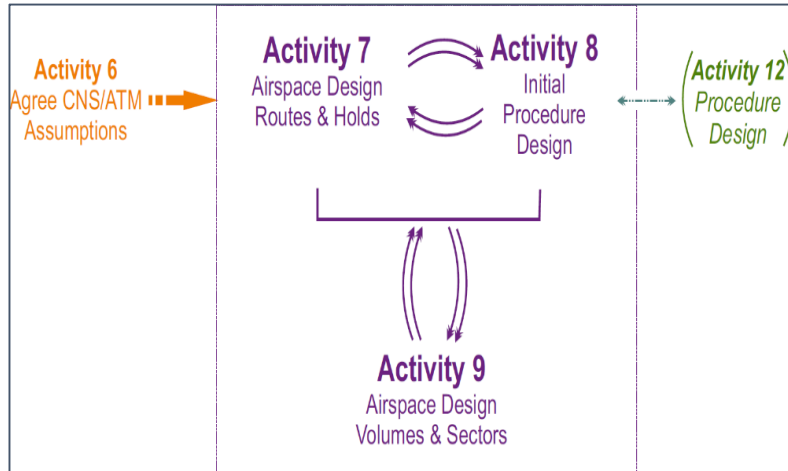 Activity 6
Agree CNS/ATM
Assumptions
Activity 7
Airspace Design
Routes & Holds
Activity 8
Initial
Procedure
Design
(Activity 12)
Procedure
Design
Activity 9
Airspace Design
Volumes & Sectors